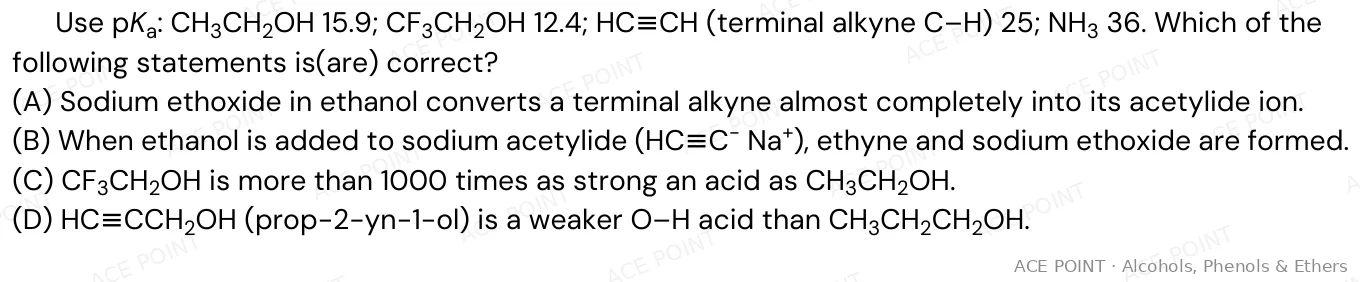 Use pKₐ: CH₃CH₂OH 15.9; CF₃CH₂OH 12.4; HC≡CH (terminal alkyne C–H) 25; NH₃ 36. Which of the
following statements is(are) correct?
(A) Sodium ethoxide in ethanol converts a terminal alkyne almost completely into its acetylide ion.
(B) When ethanol is added to sodium acetylide (HC≡C⁻ Na⁺), ethyne and sodium ethoxide are formed.
(C) CF₃CH₂OH is more than 1000 times as strong an acid as CH₃CH₂OH.
(D) HC≡CCH₂OH (prop-2-yn-1-ol) is a weaker O–H acid than CH₃CH₂CH₂OH.
ACE POINT · Alcohols, Phenols & Ethers